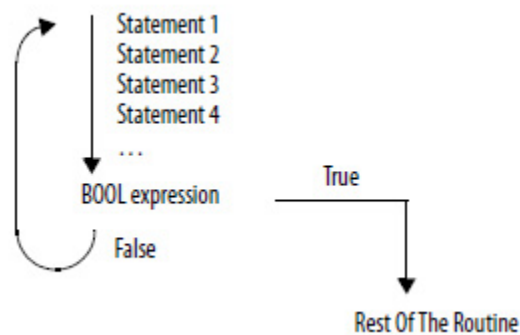 Statement 1
Statement 2
Statement 3
Statement 4
...
BOOL expression
True
False
Rest Of The Routine